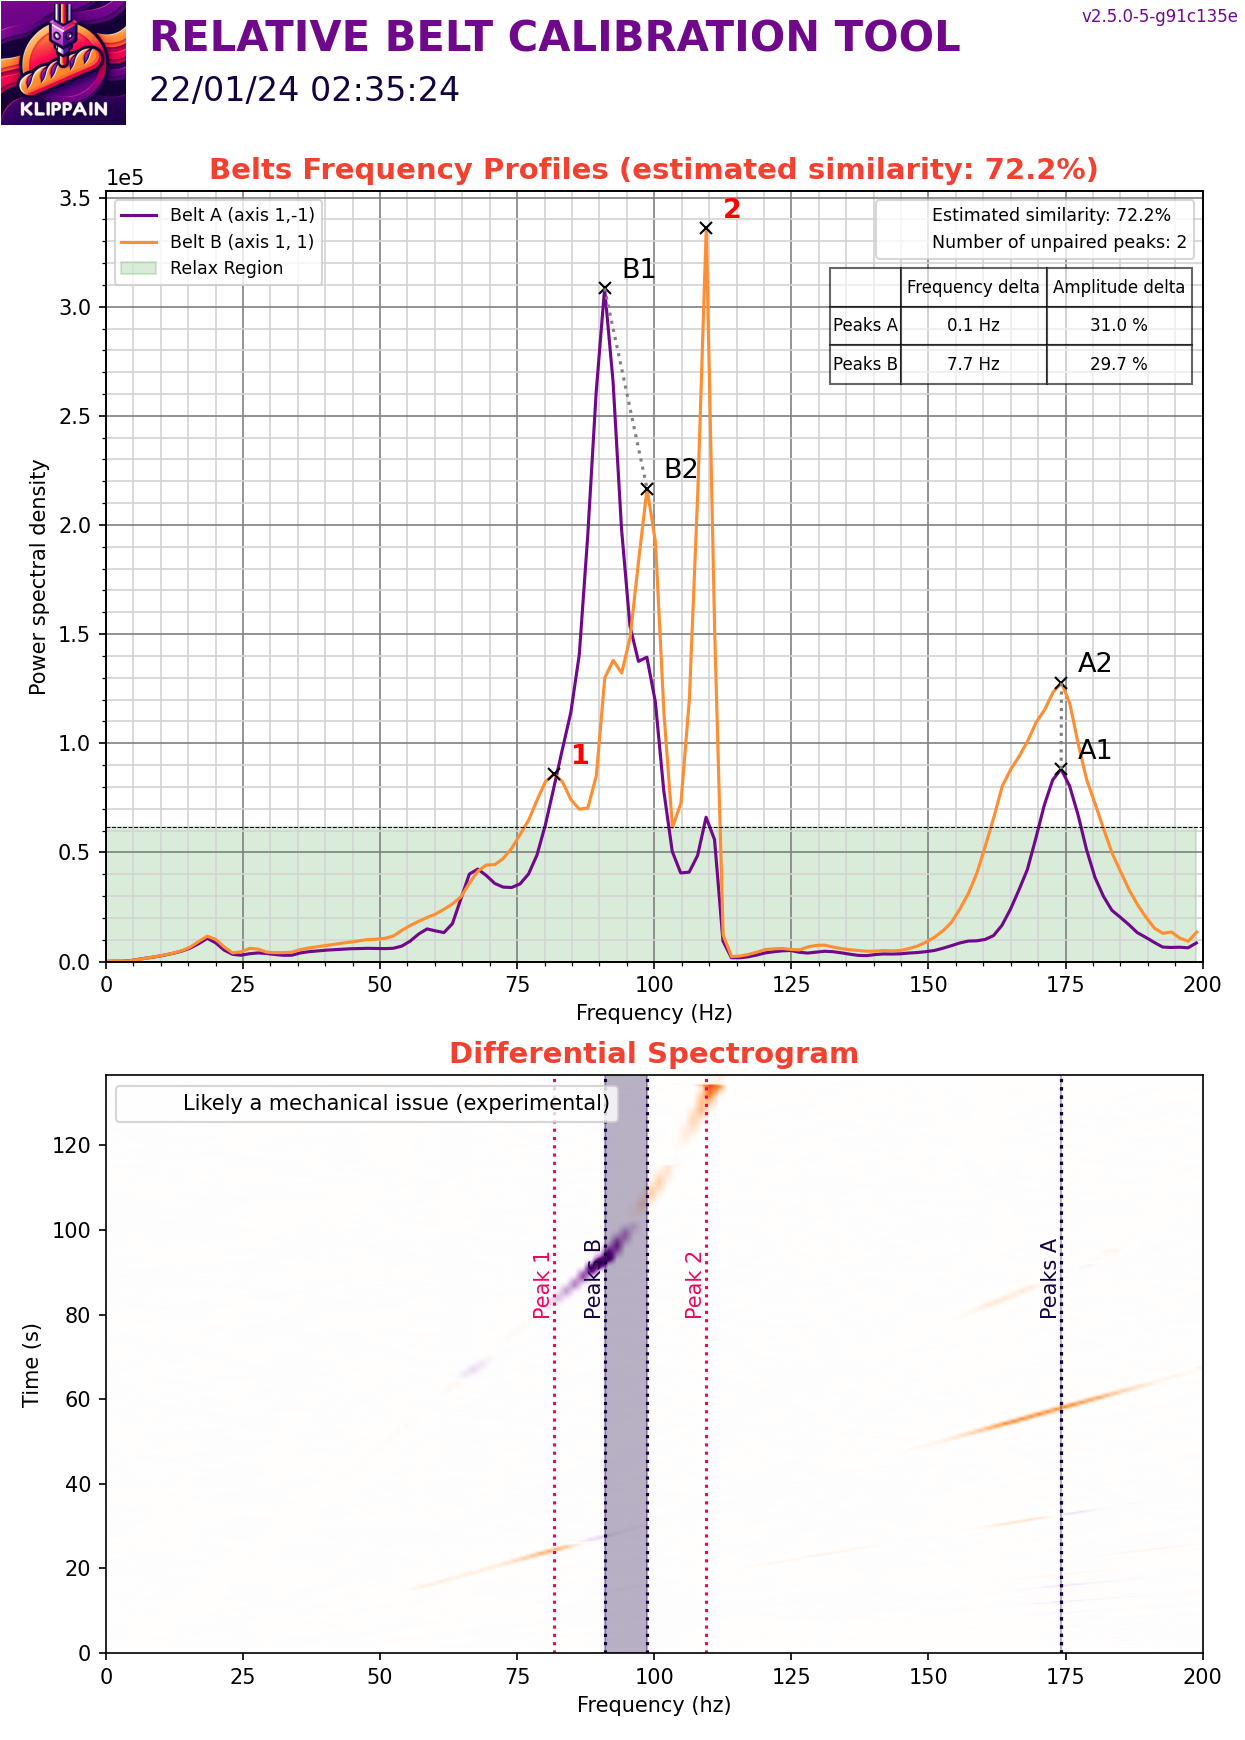 v2.5.0-5-g91c135e
KLIPPAIN
RELATIVE BELT CALIBRATION TOOL
22/01/24 02:35:24
Belts Frequency Profiles (estimated similarity: 72.2%)
1e5
Belt A (axis 1,-1)
Belt B (axis 1, 1)
Relax Region
Estimated similarity: 72.2%
Number of unpaired peaks: 2
Frequency delta Amplitude delta
Peaks A 0.1 Hz 31.0 %
Peaks B 7.7 Hz 29.7 %
2
B1
B2
1
A2
A1
Power spectral density
3.5
3.0
2.5
2.0
1.5
1.0
0.5
0.0
0 25 50 75 100 125 150 175 200
Frequency (Hz)
Differential Spectrogram
Likely a mechanical issue (experimental)
Peak 1
Peaks B
Peak 2
Peaks A
Time (s)
120
100
80
60
40
20
0
0 25 50 75 100 125 150 175 200
Frequency (hz)